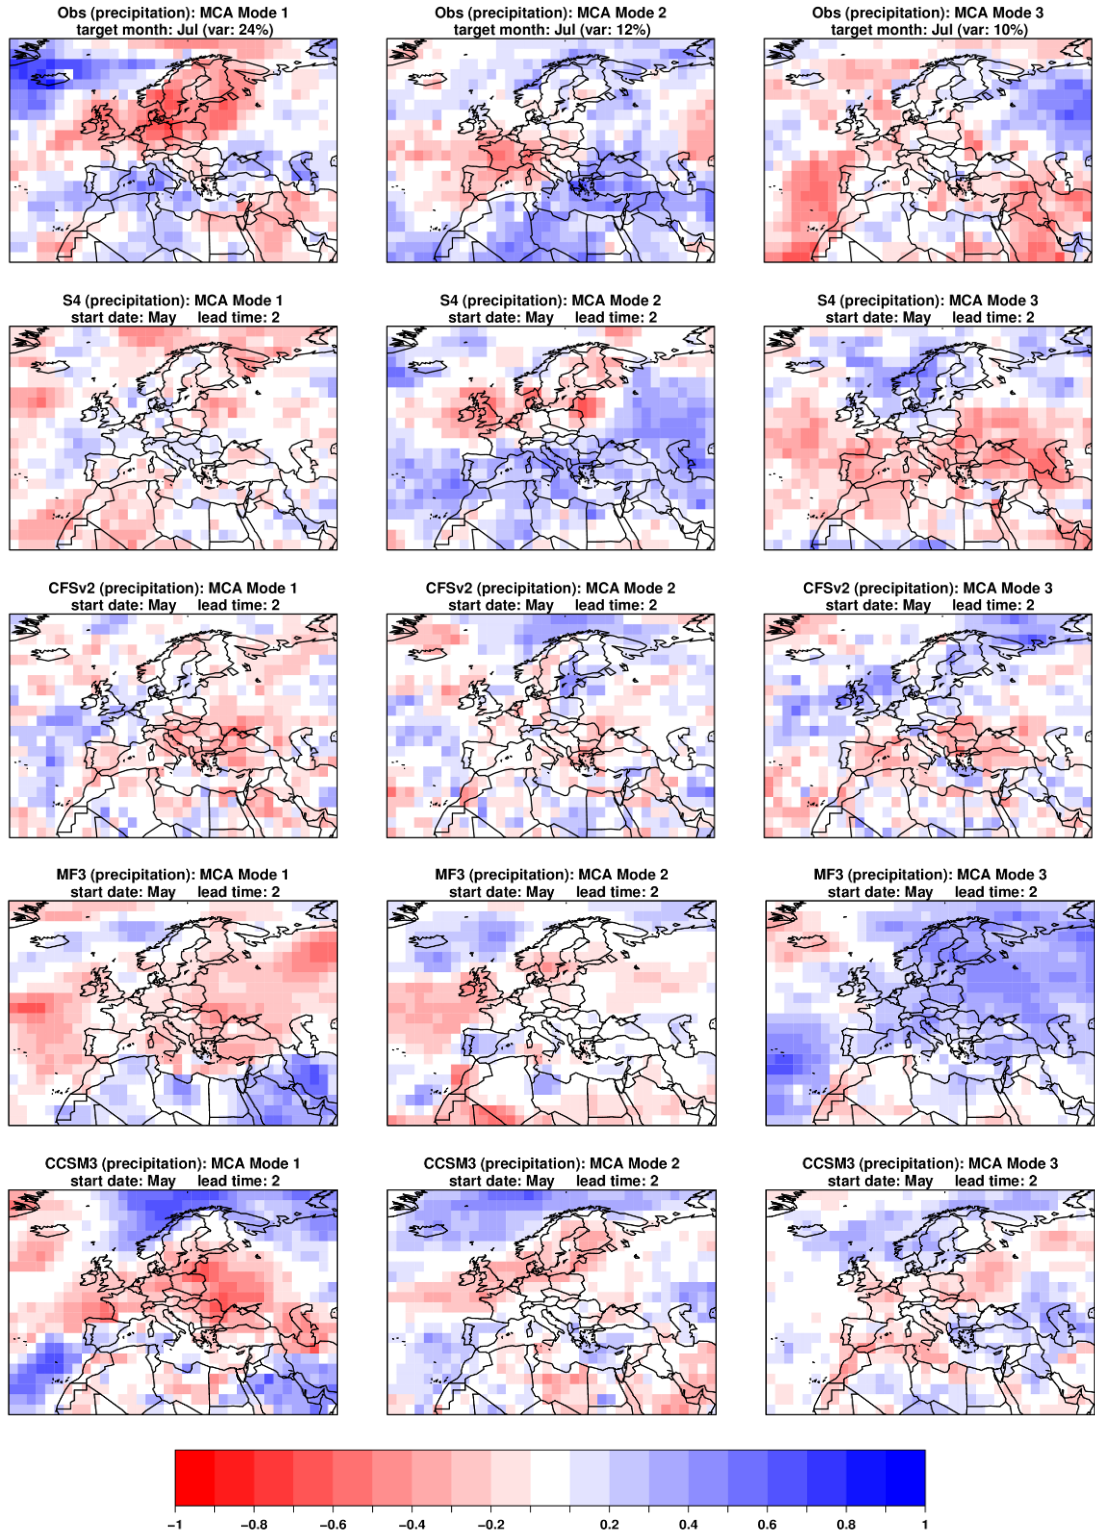 Obs (precipitation): MCA Mode 1
target month: Jul (var: 24%)
Obs (precipitation): MCA Mode 2
target month: Jul (var: 12%)
Obs (precipitation): MCA Mode 3
target month: Jul (var: 10%)
S4 (precipitation): MCA Mode 1
start date: May lead time: 2
S4 (precipitation): MCA Mode 2
start date: May lead time: 2
S4 (precipitation): MCA Mode 3
start date: May lead time: 2
CFSv2 (precipitation): MCA Mode 1
start date: May lead time: 2
CFSv2 (precipitation): MCA Mode 2
start date: May lead time: 2
CFSv2 (precipitation): MCA Mode 3
start date: May lead time: 2
MF3 (precipitation): MCA Mode 1
start date: May lead time: 2
MF3 (precipitation): MCA Mode 2
start date: May lead time: 2
MF3 (precipitation): MCA Mode 3
start date: May lead time: 2
CCSM3 (precipitation): MCA Mode 1
start date: May lead time: 2
CCSM3 (precipitation): MCA Mode 2
start date: May lead time: 2
CCSM3 (precipitation): MCA Mode 3
start date: May lead time: 2
−1 −0.8 −0.6 −0.4 −0.2 0.2 0.4 0.6 0.8 1